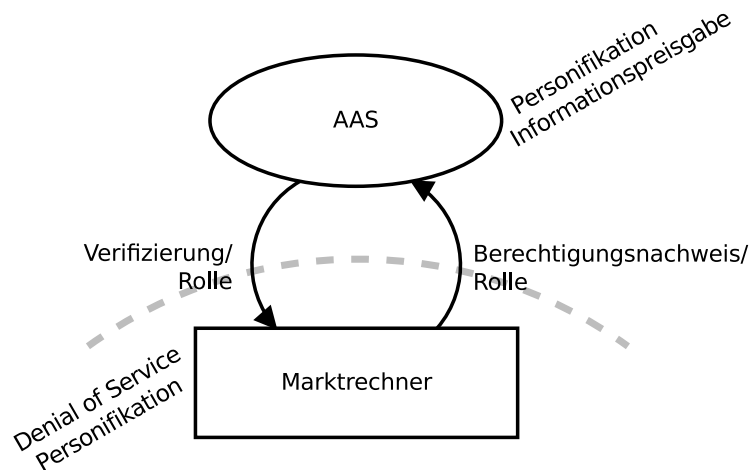 Personifikation
Informationspreisgabe
AAS
Verifizierung/
Rolle
Berechtigungsnachweis/
Rolle
Marktrechner
Denial of Service
Personifikation